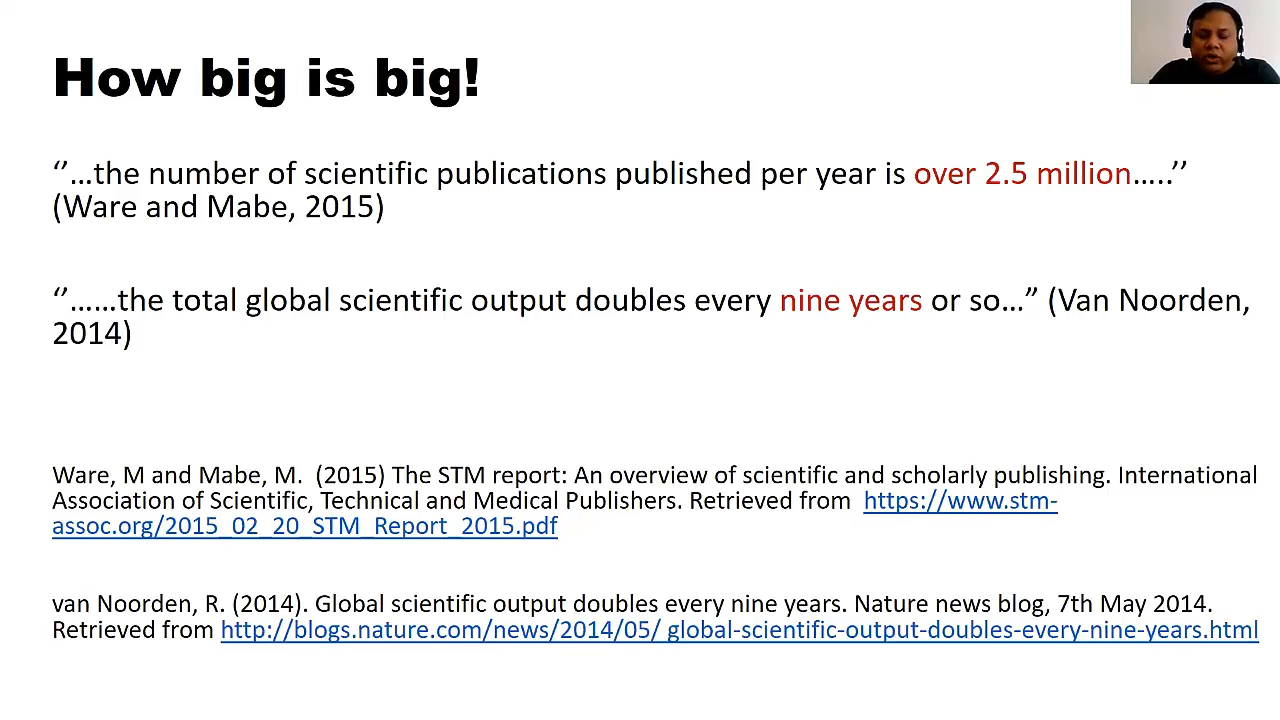 How big is big!
‘’…the number of scientific publications published per year is over 2.5 million…..’’
(Ware and Mabe, 2015)
‘’……the total global scientific output doubles every nine years or so…” (Van Noorden,
2014)
Ware, M and Mabe, M.  (2015) The STM report: An overview of scientific and scholarly publishing. International
Association of Scientific, Technical and Medical Publishers. Retrieved from  https://www.stm-
assoc.org/2015_02_20_STM_Report_2015.pdf
van Noorden, R. (2014). Global scientific output doubles every nine years. Nature news blog, 7th May 2014.
Retrieved from http://blogs.nature.com/news/2014/05/ global-scientific-output-doubles-every-nine-years.html